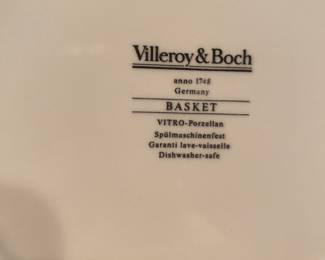 Villeroy & Boch
anno 1748
Germany
BASKET
VITRO-Porzellan
Spülmaschinenfest
Garanti lave-vaisselle
Dishwasher-safe